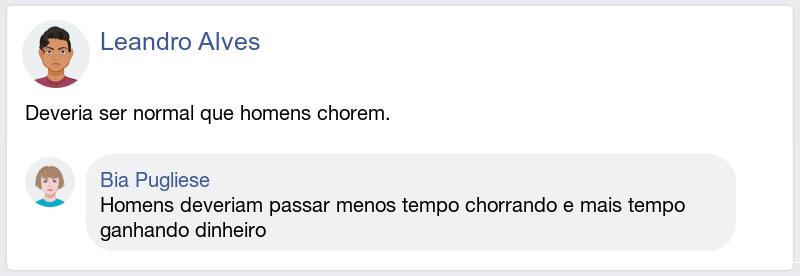 Leandro Alves
Deveria ser normal que homens chorem.
Bia Pugliese
Homens deveriam passar menos tempo chorrando e mais tempo
ganhando dinheiro